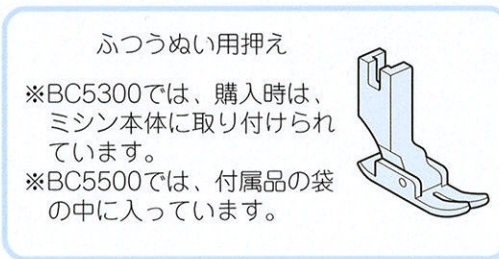 ふつうぬい用押え
※BC5300では、購入時は、
ミシン本体に取り付けられ
ています。
※BC5500では、付属品の袋
の中に入っています。